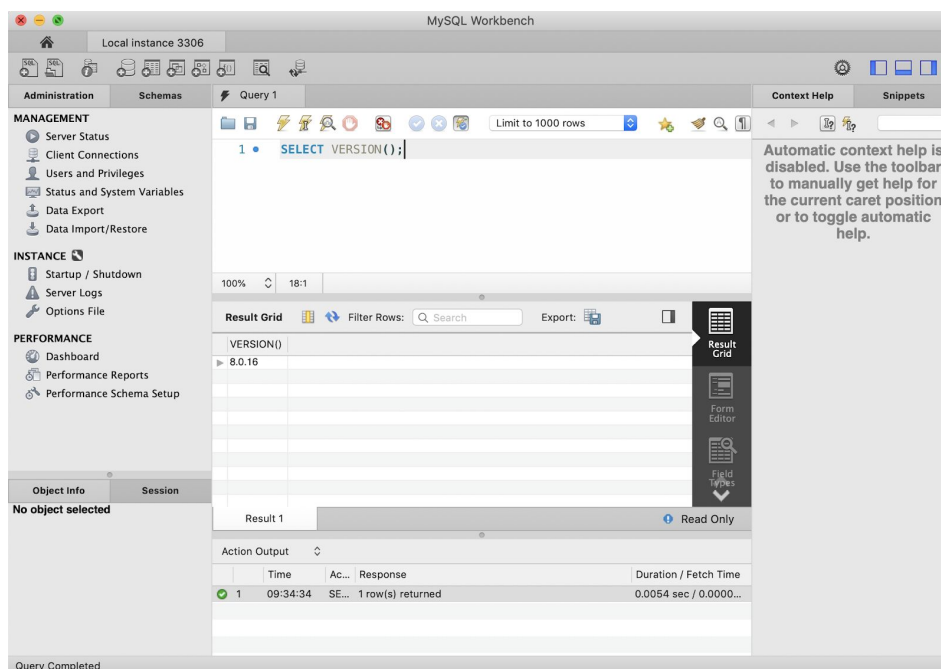 MySQL Workbench
Local instance 3306
Administration Schemas
MANAGEMENT
Server Status
Client Connections
Users and Privileges
Status and System Variables
Data Export
Data Import/Restore
INSTANCE
Startup / Shutdown
Server Logs
Options File
PERFORMANCE
Dashboard
Performance Reports
Performance Schema Setup
Object Info Session
No object selected
Query 1
Limit to 1000 rows
1 SELECT VERSION();
100% 18:1
Result Grid Filter Rows: Search Export:
VERSION()
8.0.16
Result Grid
Form Editor
Field Types
Result 1 Read Only
Action Output
Time Ac... Response Duration / Fetch Time
1 09:34:34 SE... 1 row(s) returned 0.0054 sec / 0.0000...
Context Help Snippets
Automatic context help is
disabled. Use the toolbar
to manually get help for
the current caret position
or to toggle automatic
help.
Query Completed